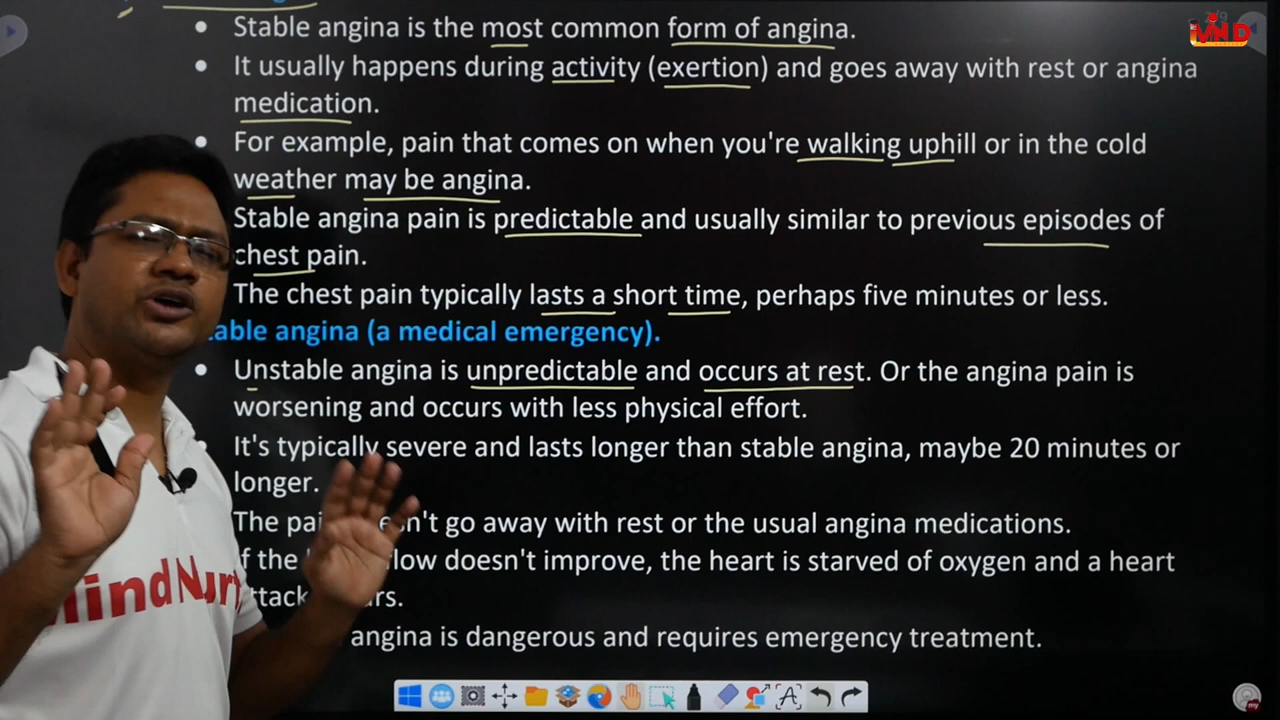 Stable angina is the most common form of angina.
It usually happens during activity (exertion) and goes away with rest or angina
medication.
For example, pain that comes on when you're walking uphill or in the cold
weather may be angina.
Stable angina pain is predictable and usually similar to previous episodes of
chest pain.
The chest pain typically lasts a short time, perhaps five minutes or less.
angina (a medical emergency).
Unstable angina is unpredictable and occurs at rest. Or the angina pain is
worsening and occurs with less physical effort.
It's typically severe and lasts longer than stable angina, maybe 20 minutes or
longer.
The go away with rest or the usual angina medications.
the doesn't improve, the heart is starved of oxygen and a heart
angina is dangerous and requires emergency treatment.
MND
my